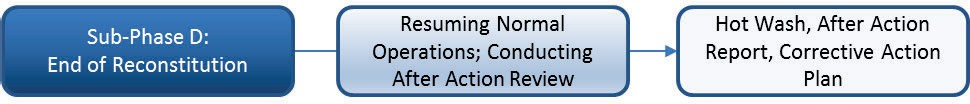 Sub-Phase D:
End of Reconstitution
Resuming Normal
Operations; Conducting
After Action Review
Hot Wash, After Action
Report, Corrective Action
Plan